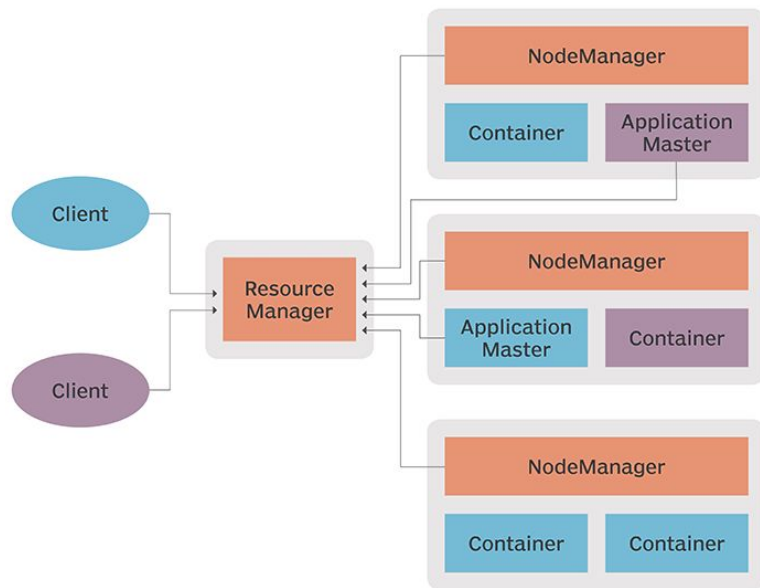 Client
Client
Resource
Manager
NodeManager
Container
Application
Master
NodeManager
Application
Master
Container
NodeManager
Container
Container